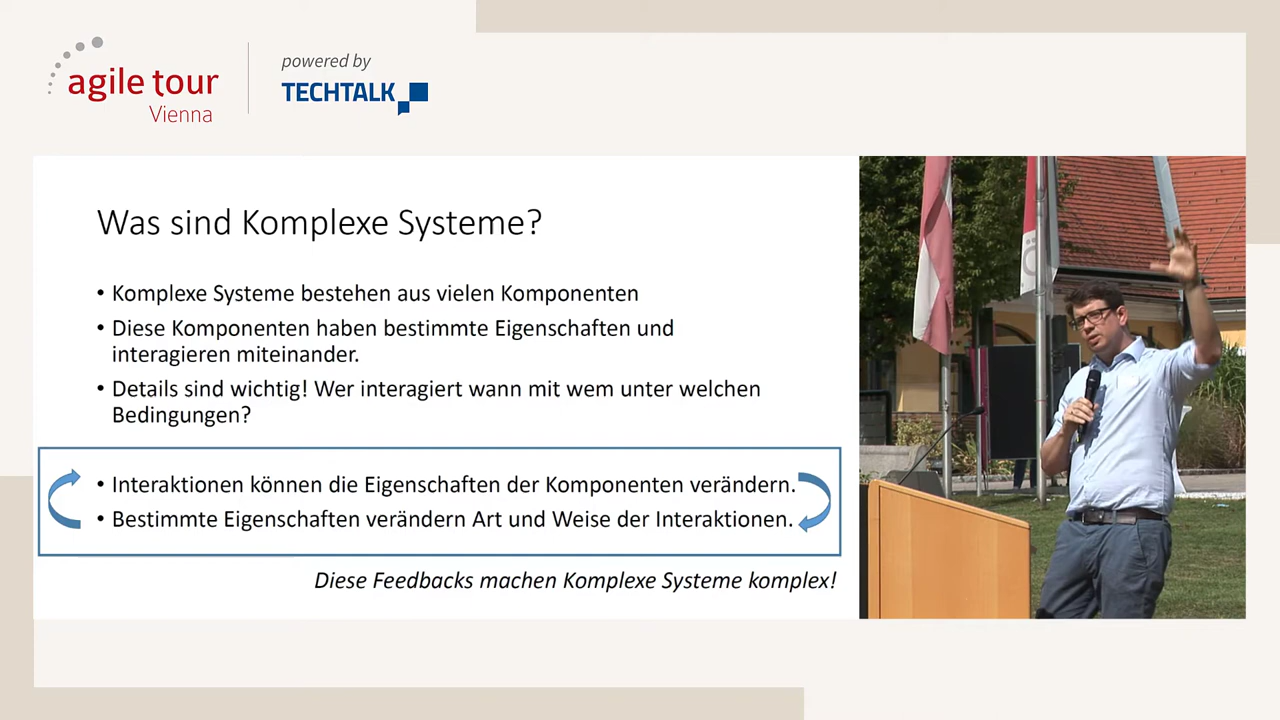 agile tour
Vienna
powered by
TECHTALK
Was sind Komplexe Systeme?
• Komplexe Systeme bestehen aus vielen Komponenten
• Diese Komponenten haben bestimmte Eigenschaften und
interagieren miteinander.
• Details sind wichtig! Wer interagiert wann mit wem unter welchen
Bedingungen?
• Interaktionen können die Eigenschaften der Komponenten verändern.
• Bestimmte Eigenschaften verändern Art und Weise der Interaktionen.
Diese Feedbacks machen Komplexe Systeme komplex!